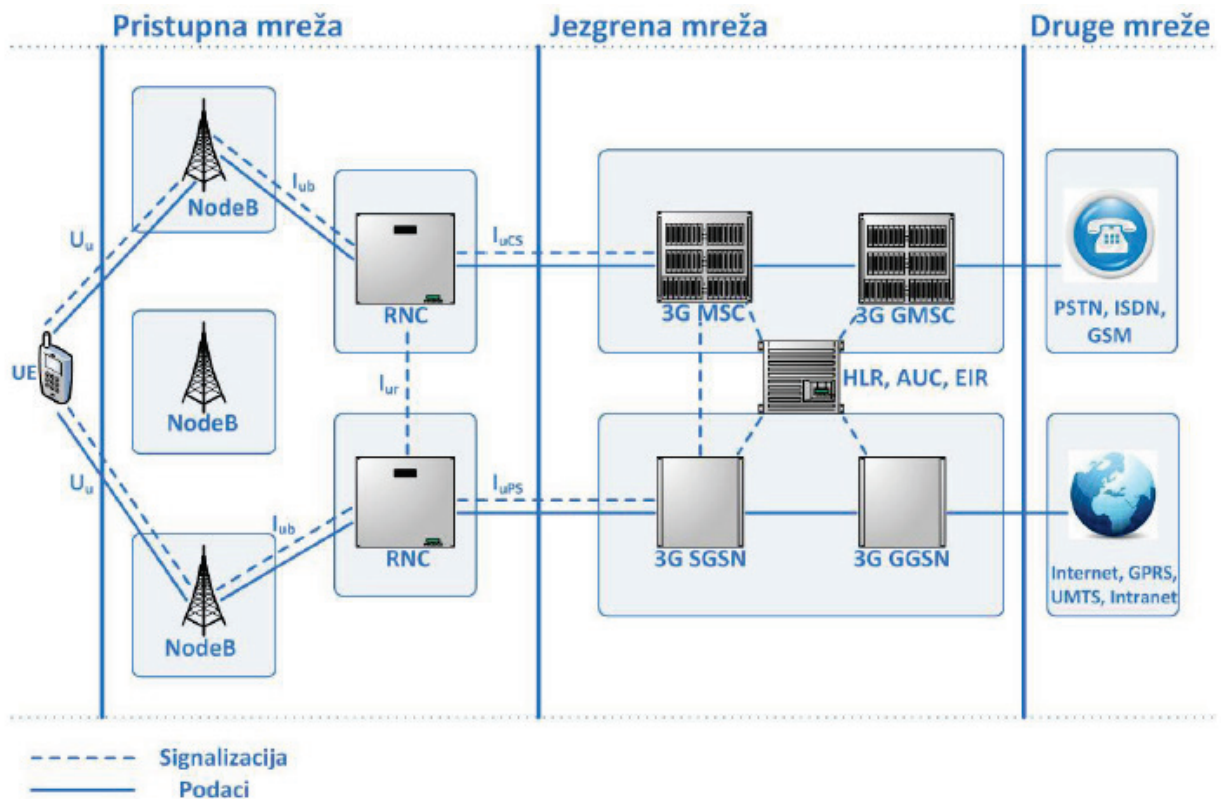 Pristupna mreža
Jezgrena mreža
Druge mreže
NodeB
Iub
Uu
RNC
IuCS
3G MSC
3G GMSC
PSTN, ISDN,
GSM
UE
NodeB
Iur
HLR, AUC, EIR
Uu
Iub
IuPS
RNC
3G SGSN
3G GGSN
NodeB
Internet, GPRS,
UMTS, Intranet
Signalizacija
Podaci